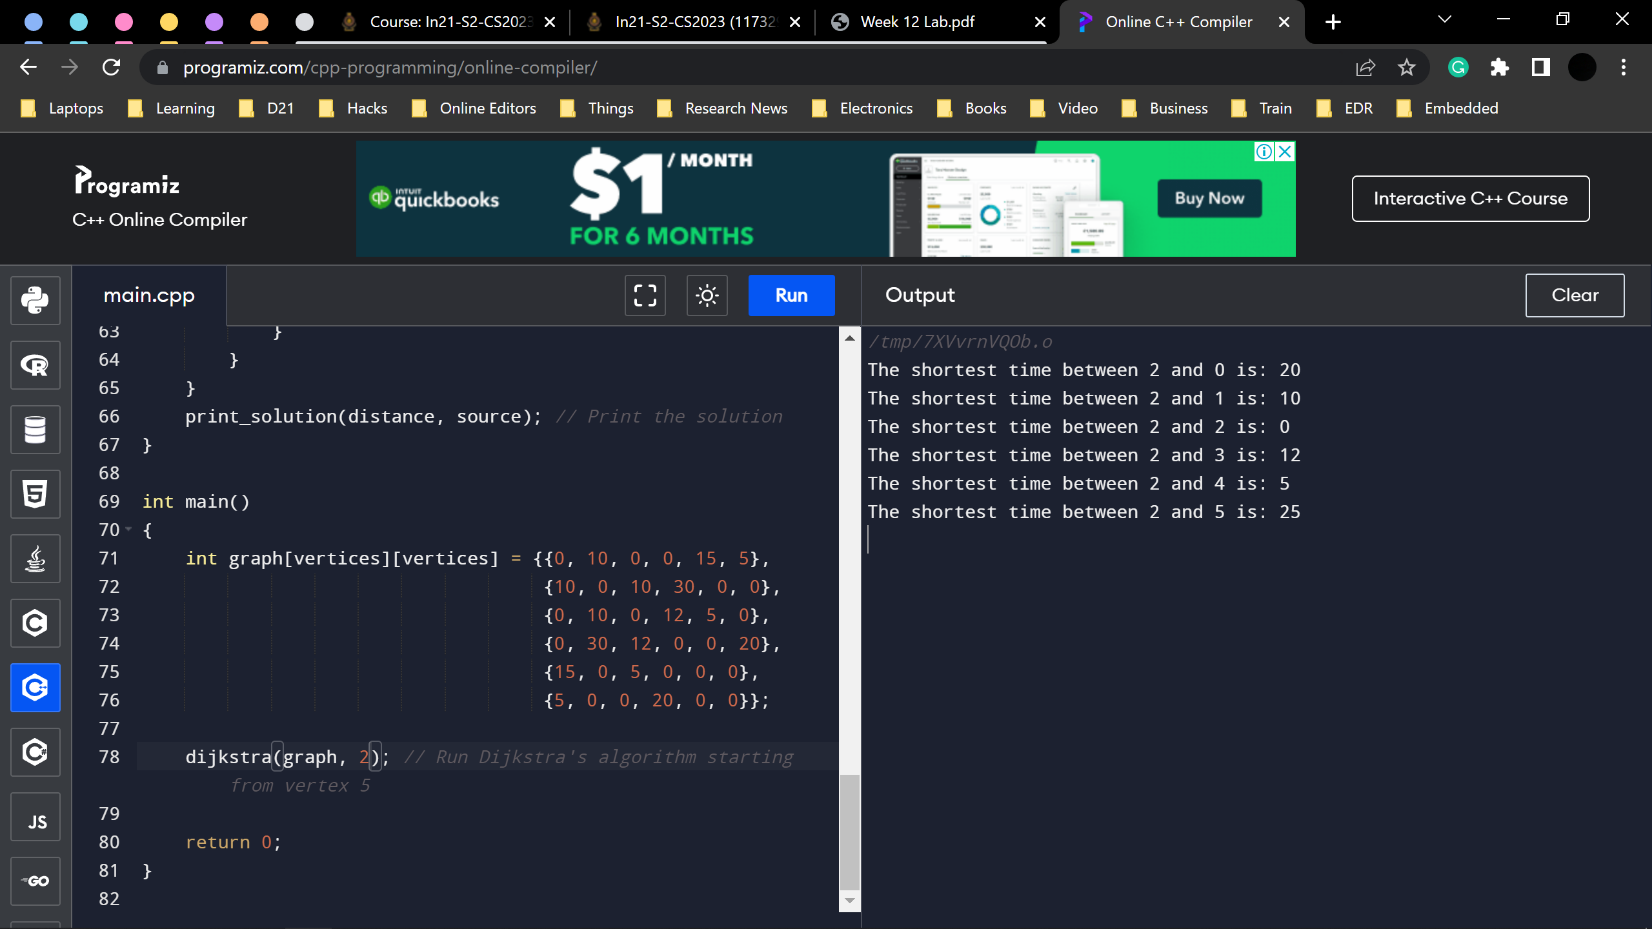 Course: In21-S2-CS2023
In21-S2-CS2023 (11732
Week 12 Lab.pdf
Online C++ Compiler
programiz.com/cpp-programming/online-compiler/
Laptops
Learning
D21
Hacks
Online Editors
Things
Research News
Electronics
Books
Video
Business
Train
EDR
Embedded
Programiz
C++ Online Compiler
INTUIT
quickbooks
$1 / MONTH
FOR 6 MONTHS
Buy Now
Interactive C++ Course
main.cpp
Run
Output
Clear
63 }
64 }
65 }
66 print_solution(distance, source); // Print the solution
67 }
68
69 int main()
70 {
71 int graph[vertices][vertices] = {{0, 10, 0, 0, 15, 5},
72 {10, 0, 10, 30, 0, 0},
73 {0, 10, 0, 12, 5, 0},
74 {0, 30, 12, 0, 0, 20},
75 {15, 0, 5, 0, 0, 0},
76 {5, 0, 0, 20, 0, 0}};
77
78 dijkstra(graph, 2); // Run Dijkstra's algorithm starting
from vertex 5
79
80 return 0;
81 }
82
/tmp/7XVvrnVQOb.o
The shortest time between 2 and 0 is: 20
The shortest time between 2 and 1 is: 10
The shortest time between 2 and 2 is: 0
The shortest time between 2 and 3 is: 12
The shortest time between 2 and 4 is: 5
The shortest time between 2 and 5 is: 25
JS
GO